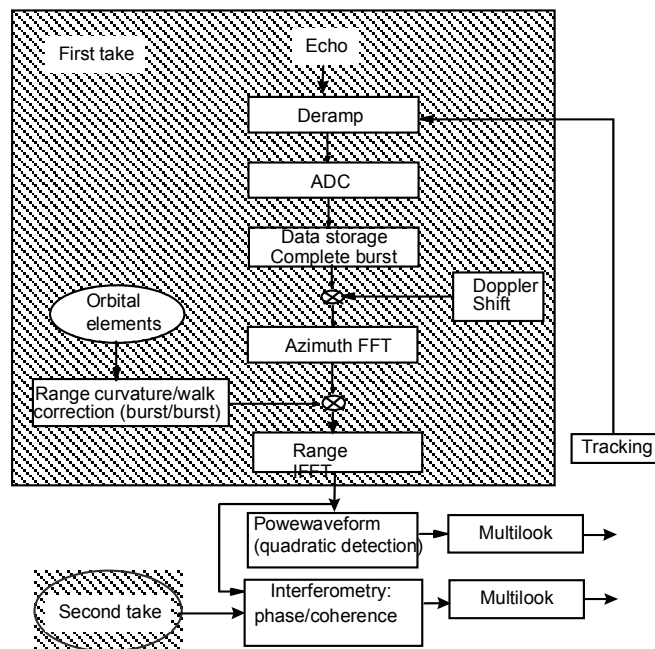 First take
Echo
Deramp
ADC
Data storage
Complete burst
Doppler
Shift
Orbital
elements
Azimuth FFT
Range curvature/walk
correction (burst/burst)
Range
IFFT
Tracking
Powewaveform
(quadratic detection)
Multilook
Second take
Interferometry:
phase/coherence
Multilook